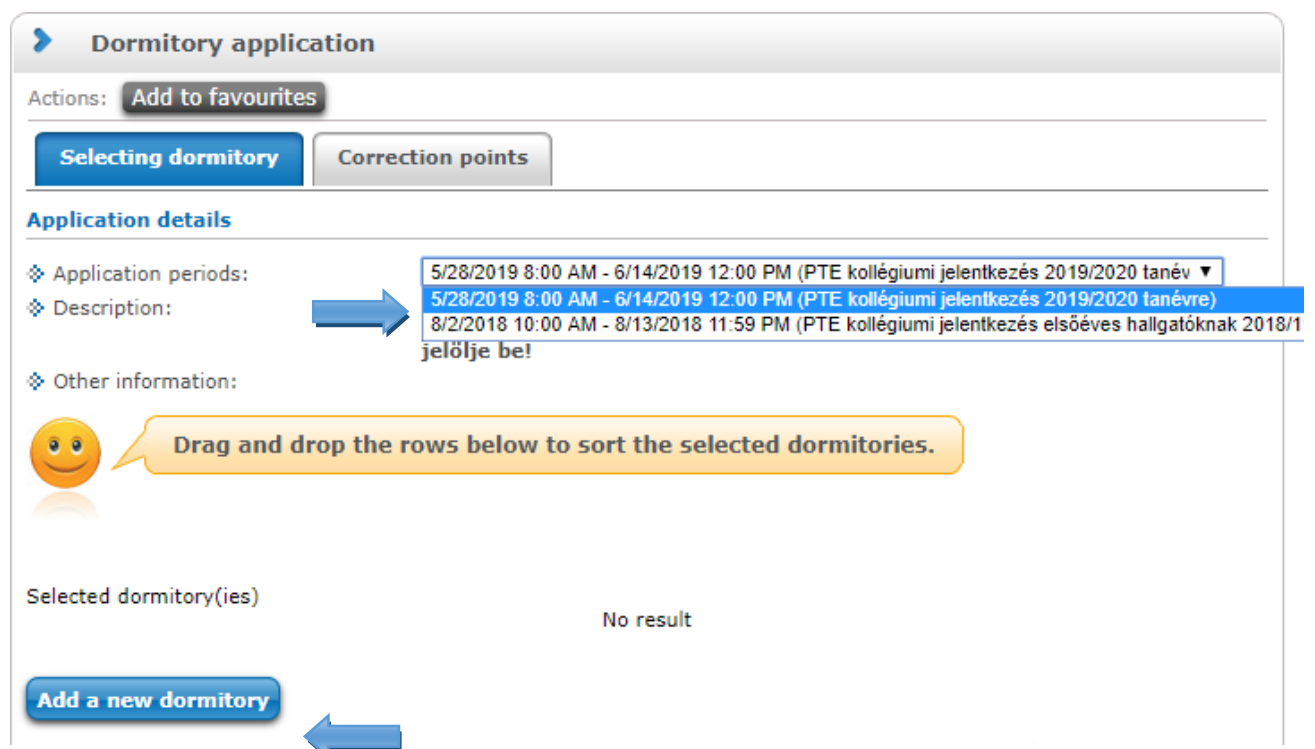 Dormitory application
Actions: Add to favourites
Selecting dormitory Correction points
Application details
Application periods: 5/28/2019 8:00 AM - 6/14/2019 12:00 PM (PTE kollégiumi jelentkezés 2019/2020 tanév
5/28/2019 8:00 AM - 6/14/2019 12:00 PM (PTE kollégiumi jelentkezés 2019/2020 tanévre)
Description:
8/2/2018 10:00 AM - 8/13/2018 11:59 PM (PTE kollégiumi jelentkezés elsőéves hallgatóknak 2018/1
jelölje be!
Other information:
Drag and drop the rows below to sort the selected dormitories.
Selected dormitory(ies)
No result
Add a new dormitory